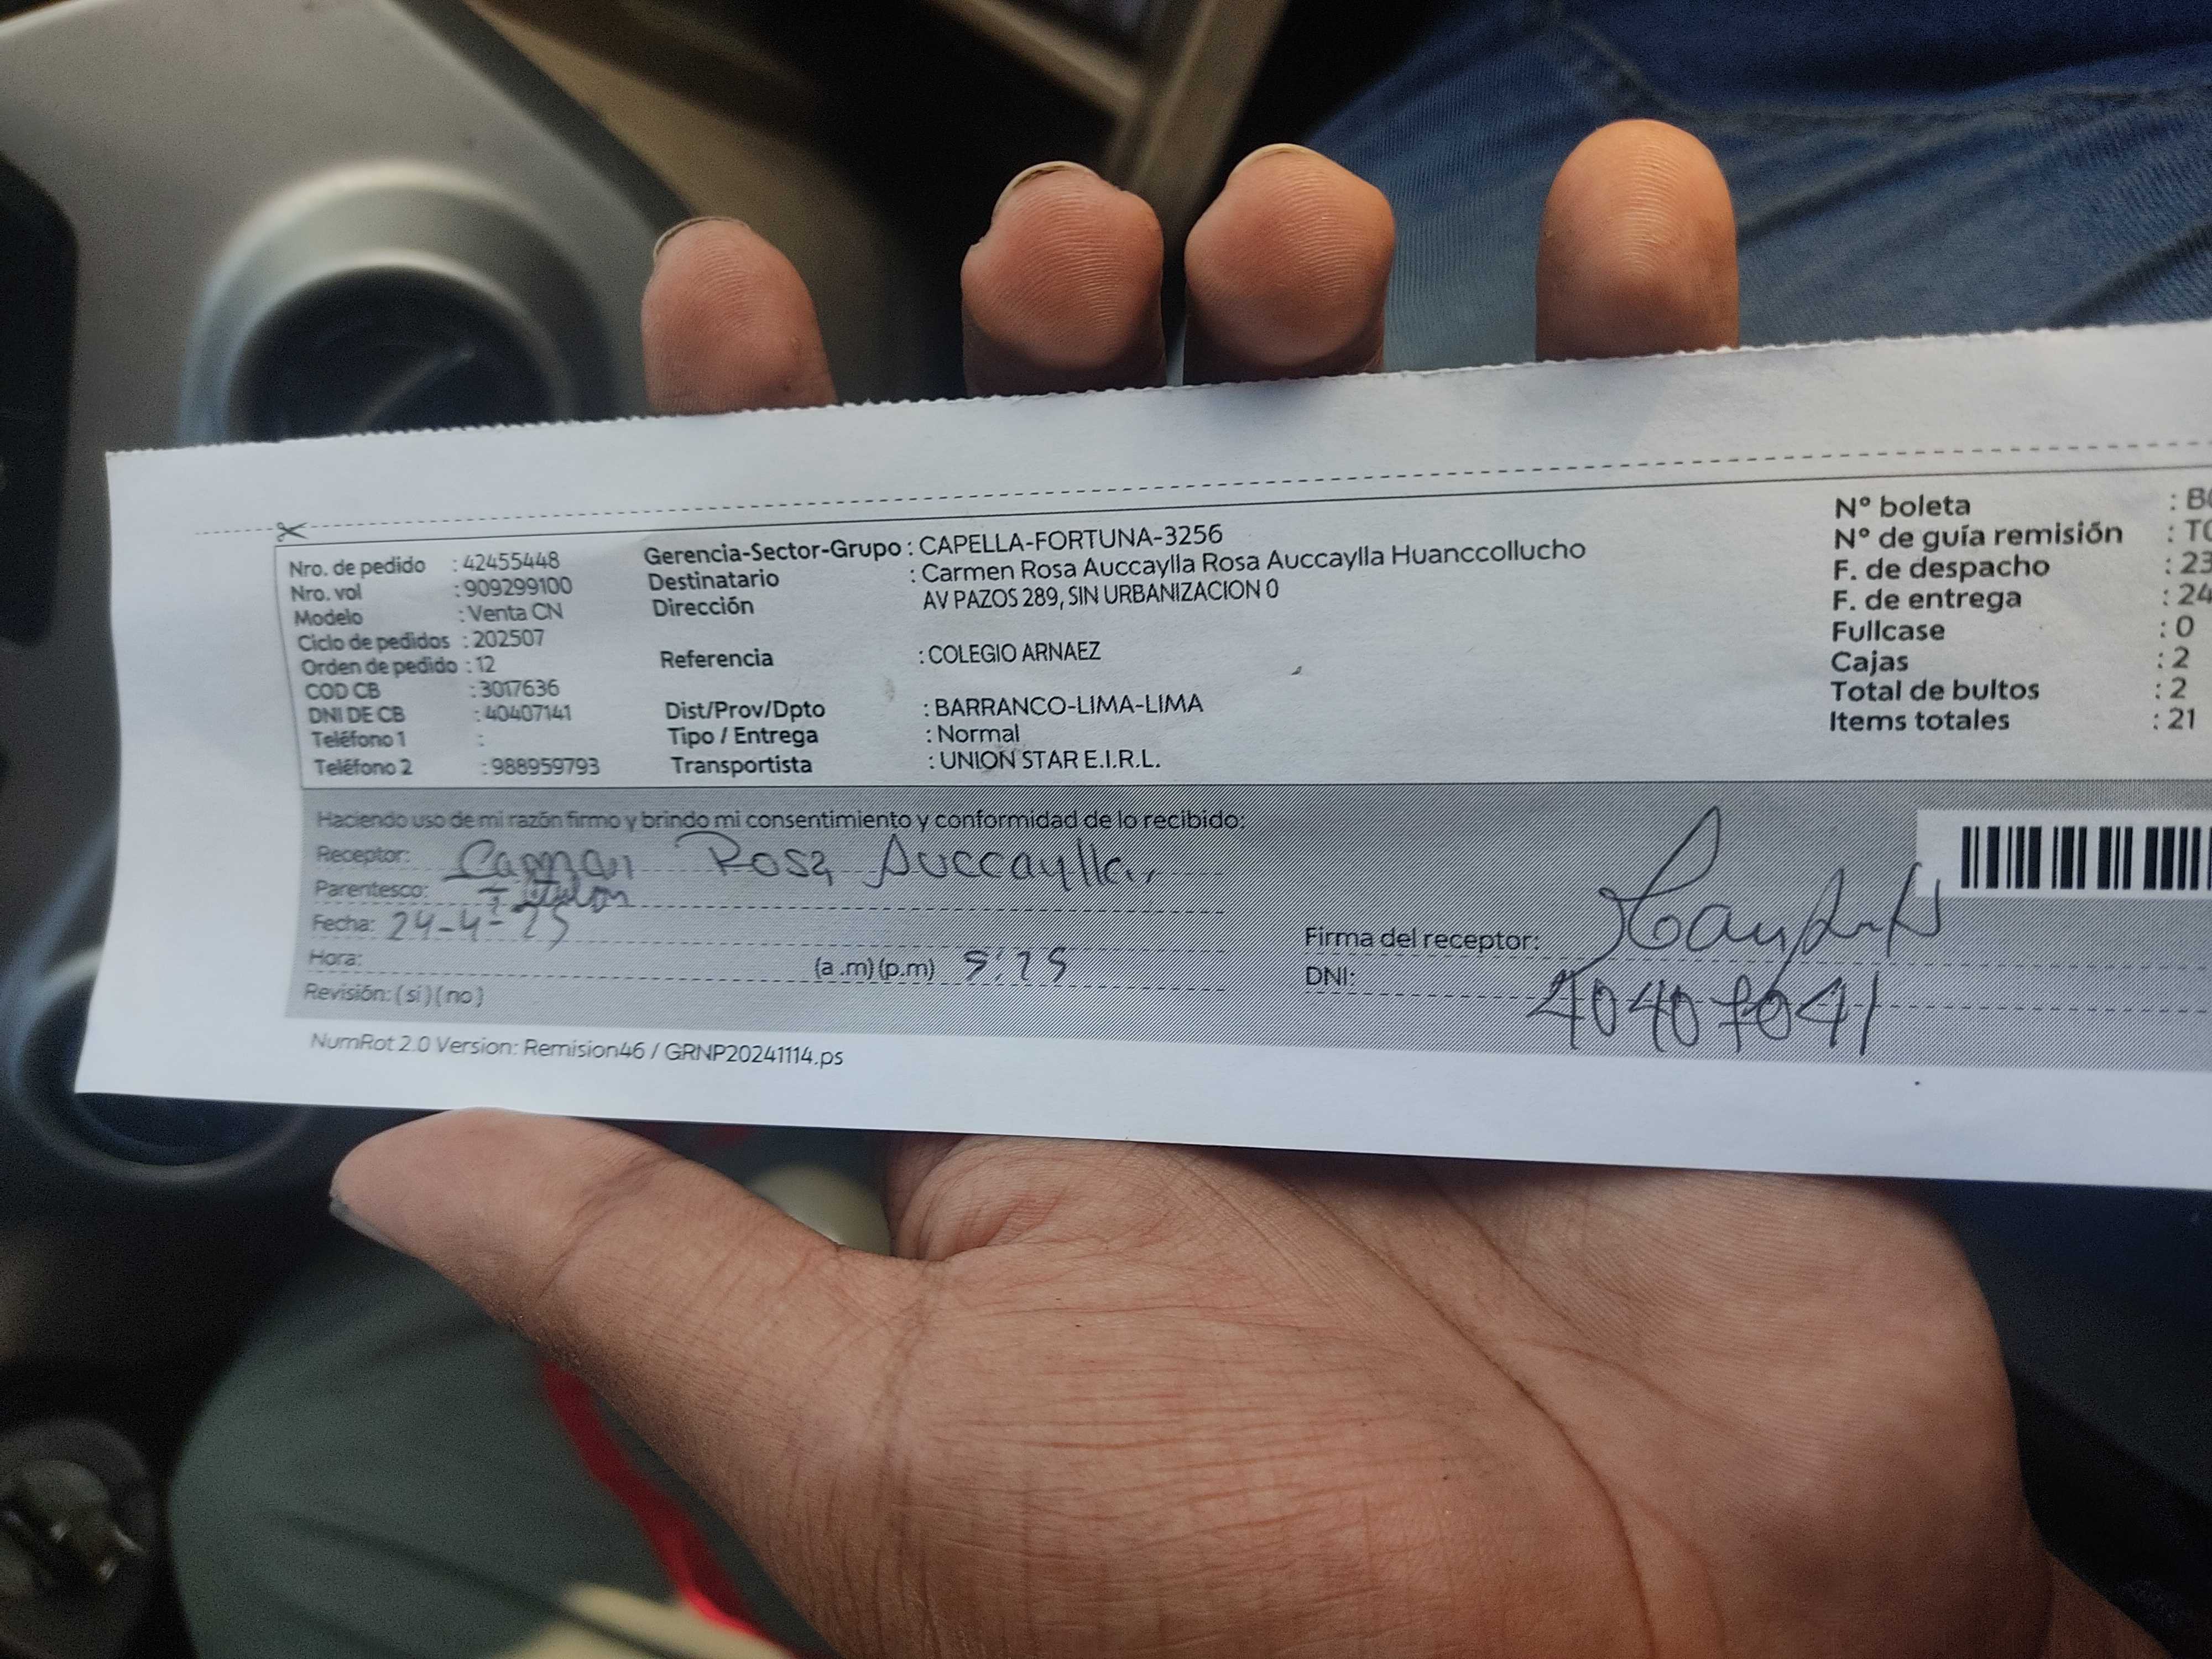 Nro. de pedido : 42455448
Nro. vol : 909299100
Modelo : Venta CN
Ciclo de pedidos : 202507
Orden de pedido : 12
COD CB : 3017636
DNI DE CB : 40407141
Teléfono 1 :
Teléfono 2 : 988959793
Gerencia-Sector-Grupo : CAPELLA-FORTUNA-3256
Destinatario : Carmen Rosa Auccaylla Rosa Auccaylla Huanccollucho
Dirección AV PAZOS 289, SIN URBANIZACION 0
Referencia : COLEGIO ARNAEZ
Dist/Prov/Dpto : BARRANCO-LIMA-LIMA
Tipo / Entrega : Normal
Transportista : UNION STAR E.I.R.L.
Nº boleta : B
Nº de guía remisión : T
F. de despacho : 23
F. de entrega : 24
Fullcase : 0
Cajas : 2
Total de bultos : 2
Items totales : 21
Haciendo uso de mi razón firmo y brindo mi consentimiento y conformidad de lo recibido:
Receptor: Carmen Rosa Auccaylla
Parentesco: Titular
Fecha: 24-4-25
Hora: (a.m)(p.m)
Revisión: (si) (no)
Firma del receptor:
DNI: 40407041
NumRot 2.0 Version: Remision46 / GRNP20241114.ps